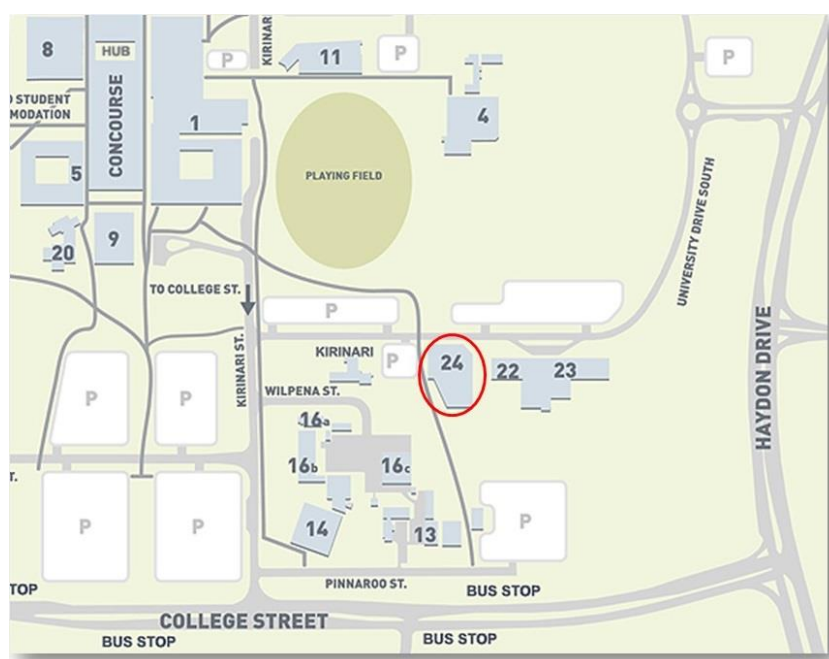 8
HUB
KIRINARI
P
11
P
P
CONCOURSE
O STUDENT
MODATION
1
4
5
PLAYING FIELD
UNIVERSITY DRIVE SOUTH
20
9
TO COLLEGE ST.
P
HAYDON DRIVE
KIRINARI ST.
KIRINARI
P
24
22
23
P
P
WILPENA ST.
16a
16b
16c
T.
P
P
14
13
P
PINNAROO ST.
BUS STOP
TOP
COLLEGE STREET
BUS STOP
BUS STOP